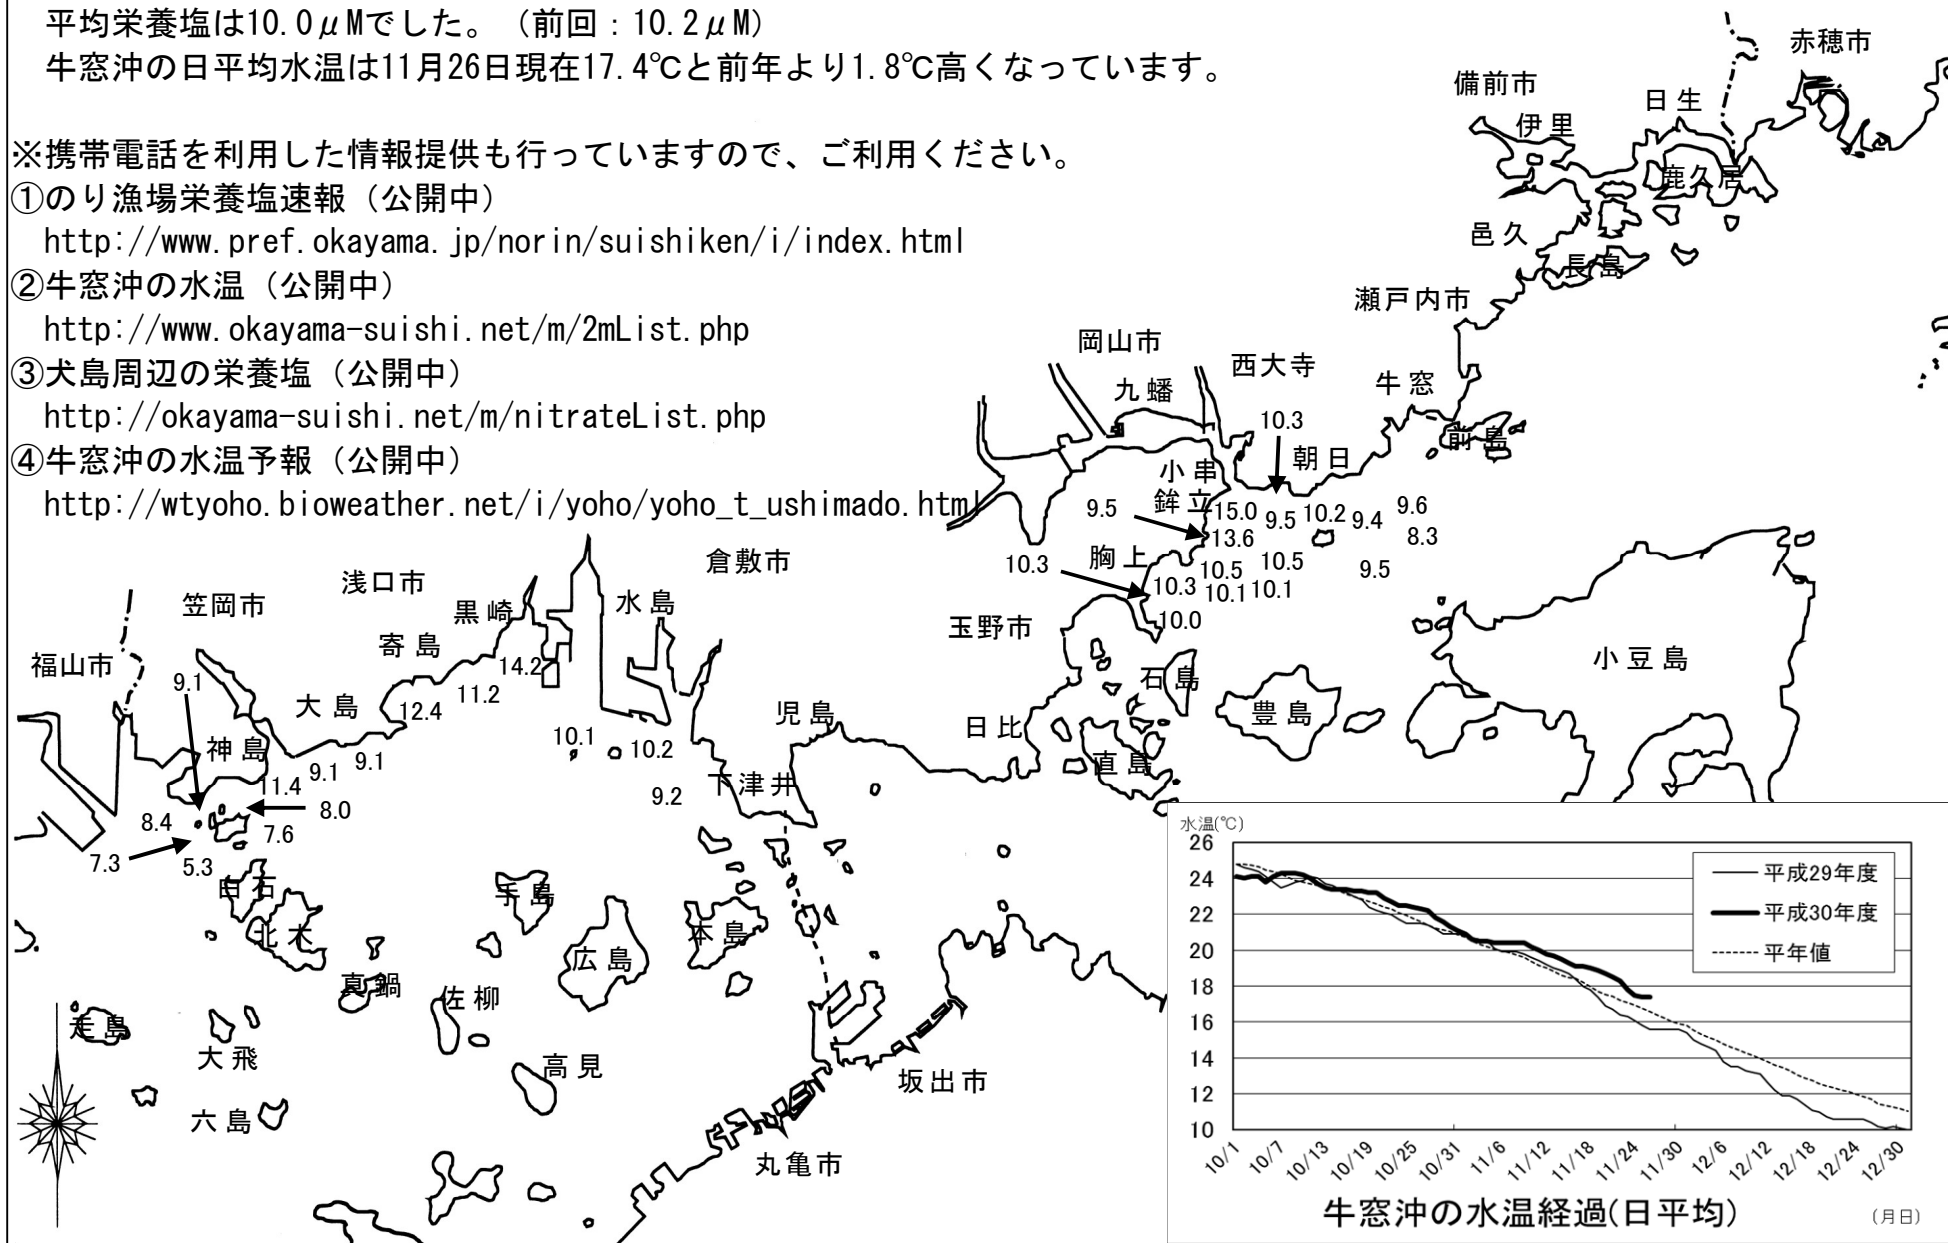 平均栄養塩は10.0μMでした。（前回：10.2μM）
牛窓沖の日平均水温は11月26日現在17.4℃と前年より1.8℃高くなっています。
※携帯電話を利用した情報提供も行っていますので、ご利用ください。
①のり漁場栄養塩速報（公開中）
http://www.pref.okayama.jp/norin/suishiken/i/index.html
②牛窓沖の水温（公開中）
http://www.okayama-suishi.net/m/2mList.php
③犬島周辺の栄養塩（公開中）
http://okayama-suishi.net/m/nitrateList.php
④牛窓沖の水温予報（公開中）
http://wtyoho.bioweather.net/i/yoho/yoho_t_ushimado.html
赤穂市
備前市
日生
伊里
鹿久居
邑久
長島
瀬戸内市
岡山市
西大寺
九蟠
牛窓
前島
10.3
朝日
小串
鉾立
9.5
15.0
9.5
10.2
9.4
9.6
13.6
8.3
胸上
10.3
10.5
10.5
9.5
10.3
10.1
10.1
10.0
倉敷市
浅口市
笠岡市
黒崎
水島
玉野市
寄島
福山市
14.2
9.1
11.2
大島
12.4
石島
小豆島
豊島
児島
日比
神島
10.1
10.2
9.1
9.1
直島
下津井
11.4
9.2
8.0
8.4
7.6
7.3
5.3
白石
手島
北木
本島
広島
真鍋
佐柳
走島
大飛
高見
六島
坂出市
丸亀市
水温(℃)
26
24
22
20
18
16
14
12
10
平成29年度
平成30年度
平年値
10/1 10/7 10/13 10/19 10/25 10/31 11/6 11/12 11/18 11/24 11/30 12/6 12/12 12/18 12/24 12/30
牛窓沖の水温経過(日平均)
(月日)